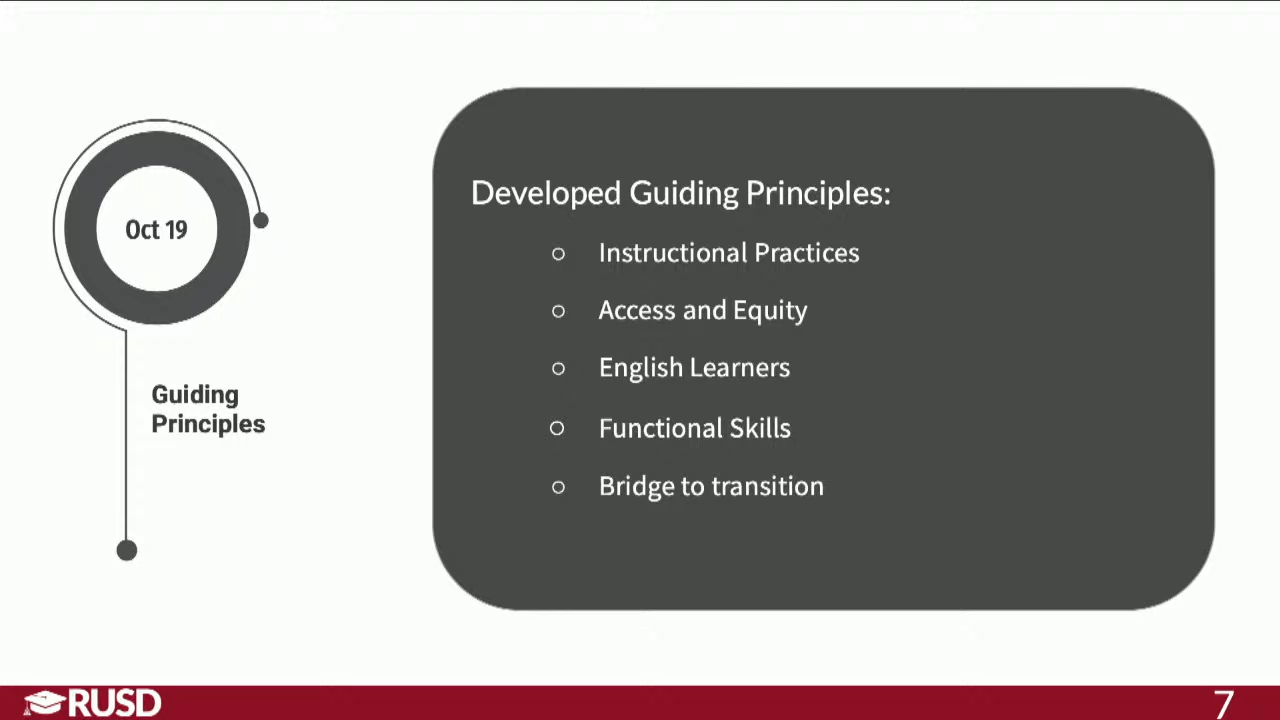 Oct 19
Guiding
Principles
Developed Guiding Principles:
Instructional Practices
Access and Equity
English Learners
Functional Skills
Bridge to transition
RUSD
7